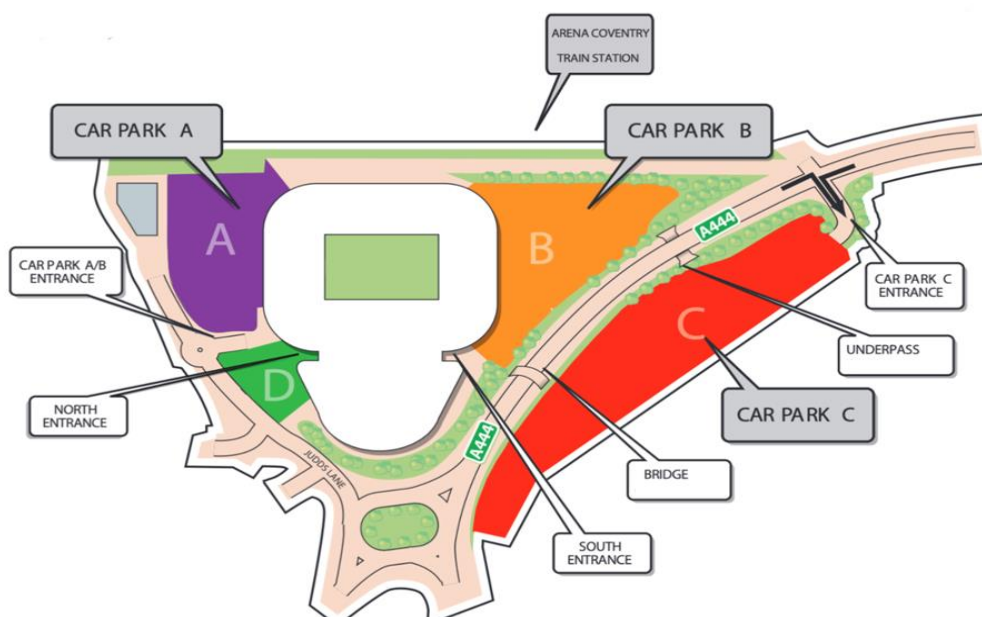 ARENA COVENTRY
TRAIN STATION
CAR PARK A
CAR PARK B
A
B
A444
CAR PARK A/B
ENTRANCE
CAR PARK C
ENTRANCE
C
UNDERPASS
D
NORTH
ENTRANCE
CAR PARK C
A444
JUDDS LANE
BRIDGE
SOUTH
ENTRANCE